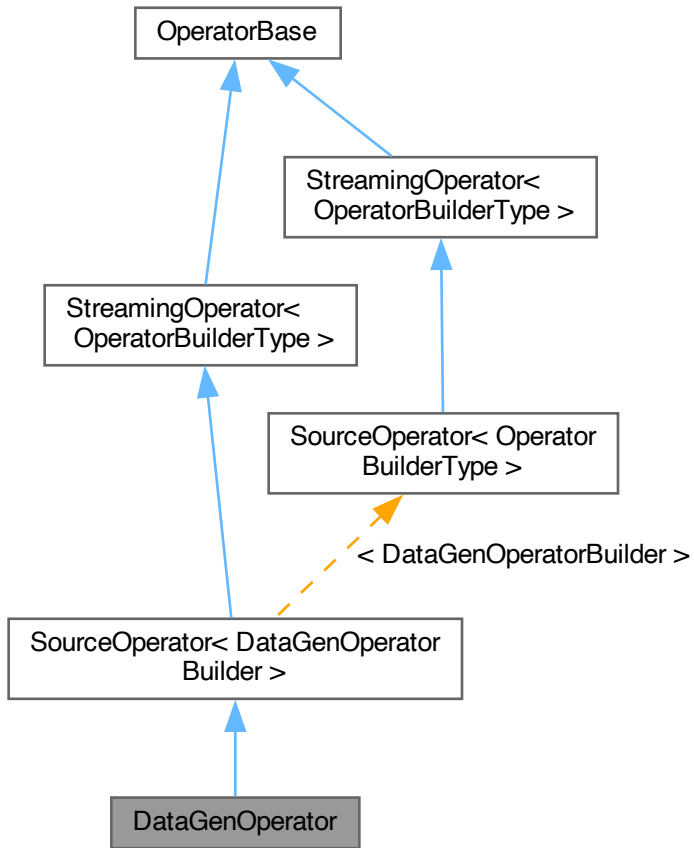 OperatorBase
StreamingOperator<
OperatorBuilderType >
StreamingOperator<
OperatorBuilderType >
SourceOperator< Operator
BuilderType >
< DataGenOperatorBuilder >
SourceOperator< DataGenOperator
Builder >
DataGenOperator